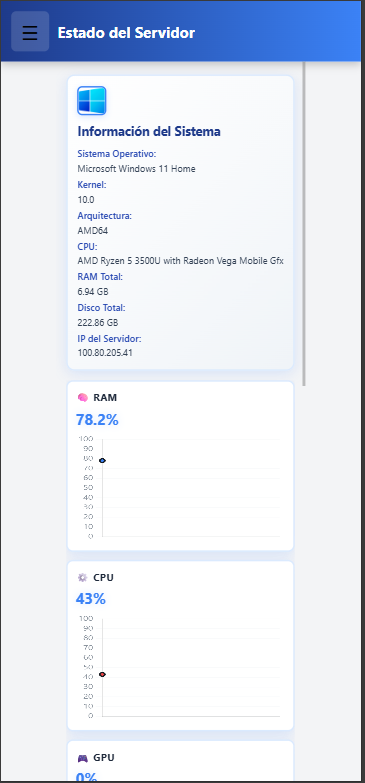 Estado del Servidor
Información del Sistema
Sistema Operativo:
Microsoft Windows 11 Home
Kernel:
10.0
Arquitectura:
AMD64
CPU:
AMD Ryzen 5 3500U with Radeon Vega Mobile Gfx
RAM Total:
6.94 GB
Disco Total:
222.86 GB
IP del Servidor:
100.80.205.41
RAM
78.2%
100
90
80
70
60
50
40
30
20
10
0
CPU
43%
100
90
80
70
60
50
40
30
20
10
0
GPU
0%